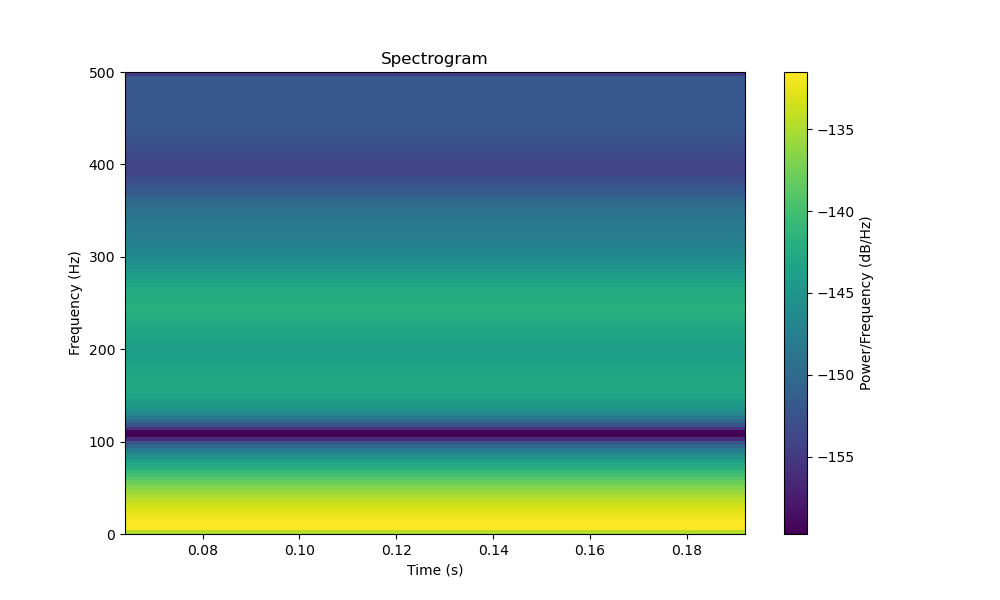 Spectrogram
500
400
300
200
100
0
Frequency (Hz)
0.08 0.10 0.12 0.14 0.16 0.18
Time (s)
−135
−140
−145
−150
−155
Power/Frequency (dB/Hz)